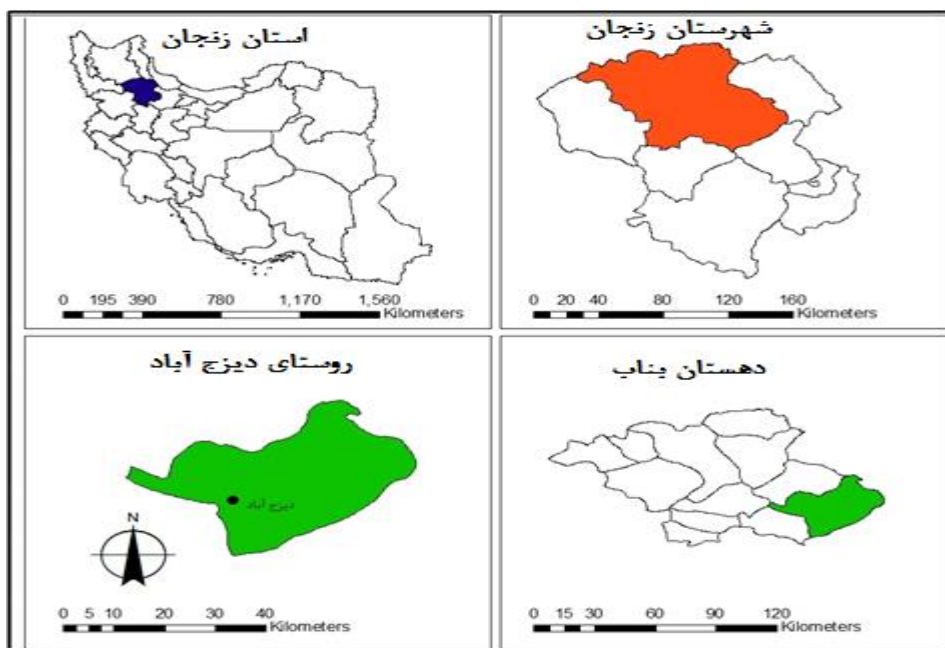 استان زنجان
0 195 390 780 1,170 1,560
Kilometers
شهرستان زنجان
0 20 40 80 120 160
Kilometers
روستای دیزج آباد
دیزج آباد
N
0 5 10 20 30 40
Kilometers
دهستان بناب
0 15 30 60 90 120
Kilometers